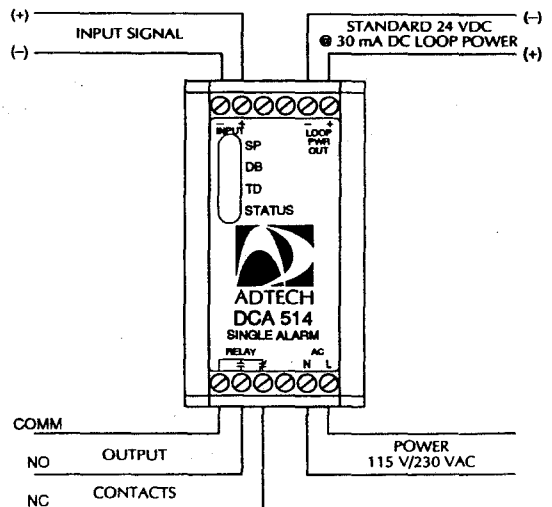 (+)
INPUT SIGNAL
(−)
STANDARD 24 VDC
@ 30 mA DC LOOP POWER
(−)
(+)
− +
INPUT
− +
LOOP
PWR
OUT
SP
DB
TD
STATUS
ADTECH
DCA 514
SINGLE ALARM
RELAY
AC
N L
COMM
NO
OUTPUT
NC
CONTACTS
POWER
115 V/230 VAC